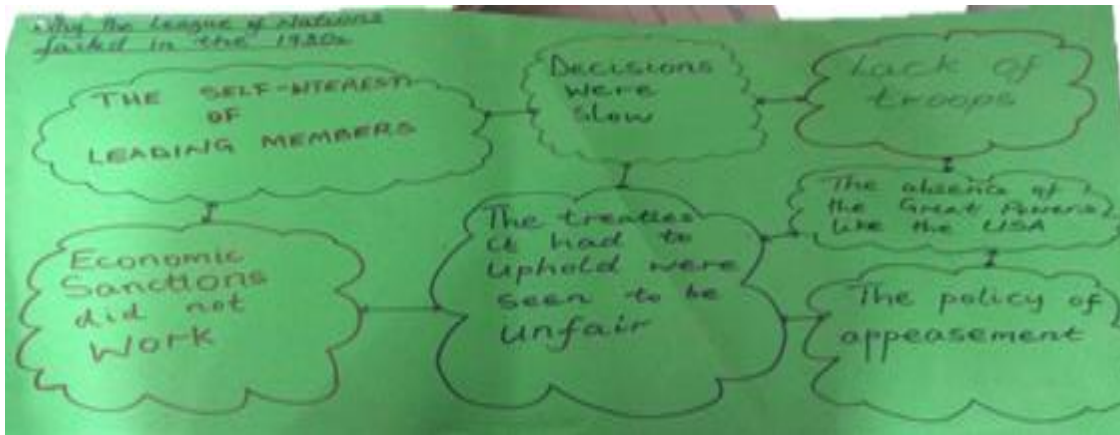 Why the League of Nations
failed in the 1930s
THE SELF-INTEREST
OF
LEADING MEMBERS
Decisions
were
slow
Lack of
troops
Economic
Sanctions
did not
work
The treaties
it had to
uphold were
seen to be
unfair
The absence of
the Great Powers,
like the USA
The policy of
appeasement